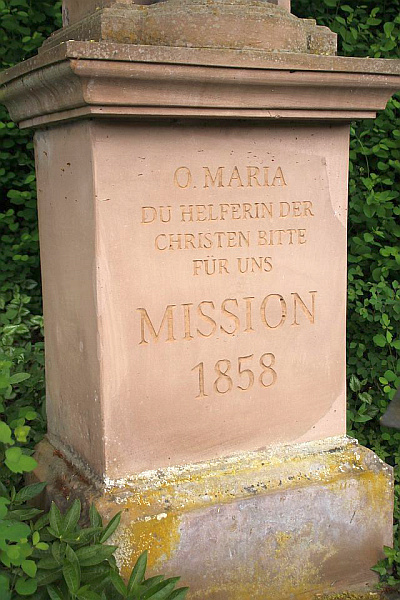 O. MARIA
DU HELFERIN DER
CHRISTEN BITTE
FÜR UNS
MISSION
1858